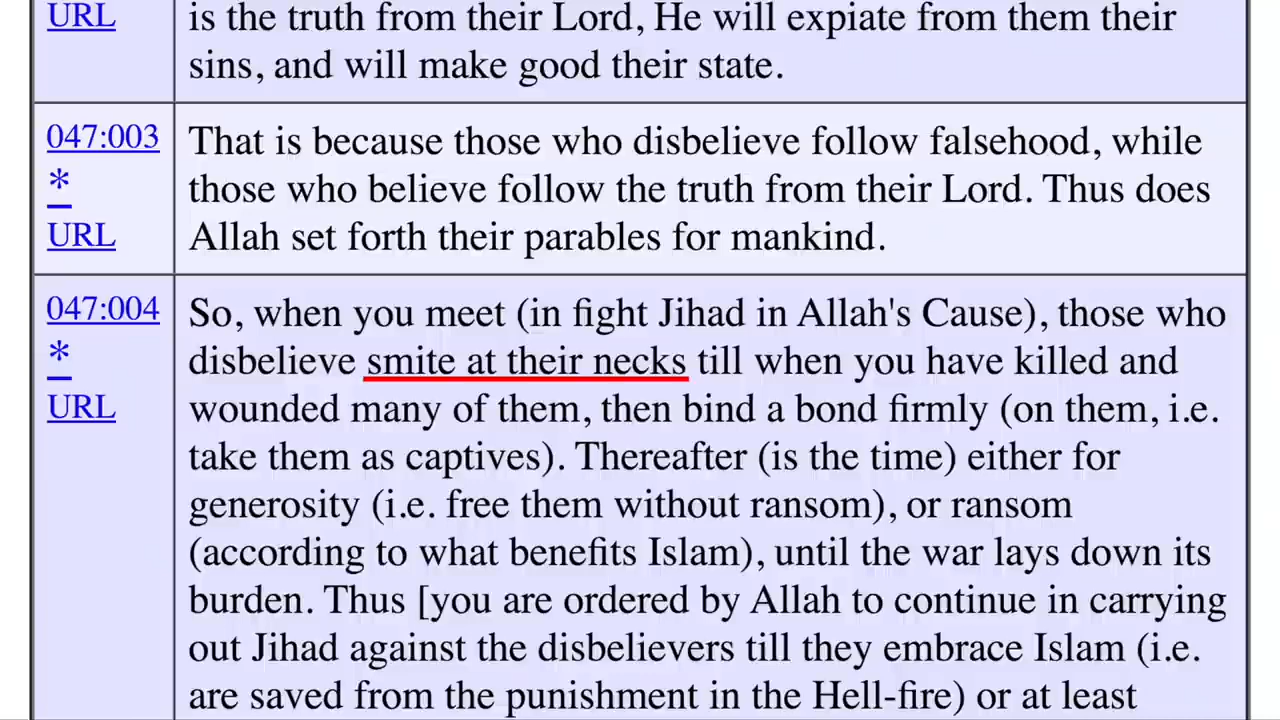 URL
is the truth from their Lord, He will expiate from them their
sins, and will make good their state.
047:003
*
URL
That is because those who disbelieve follow falsehood, while
those who believe follow the truth from their Lord. Thus does
Allah set forth their parables for mankind.
047:004
*
URL
So, when you meet (in fight Jihad in Allah's Cause), those who
disbelieve smite at their necks till when you have killed and
wounded many of them, then bind a bond firmly (on them, i.e.
take them as captives). Thereafter (is the time) either for
generosity (i.e. free them without ransom), or ransom
(according to what benefits Islam), until the war lays down its
burden. Thus [you are ordered by Allah to continue in carrying
out Jihad against the disbelievers till they embrace Islam (i.e.
are saved from the punishment in the Hell-fire) or at least